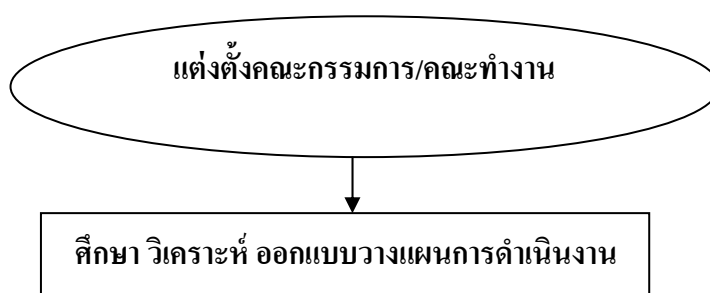 แต่งตั้งคณะกรรมการ/คณะทำงาน
ศึกษา วิเคราะห์ ออกแบบวางแผนการดำเนินงาน